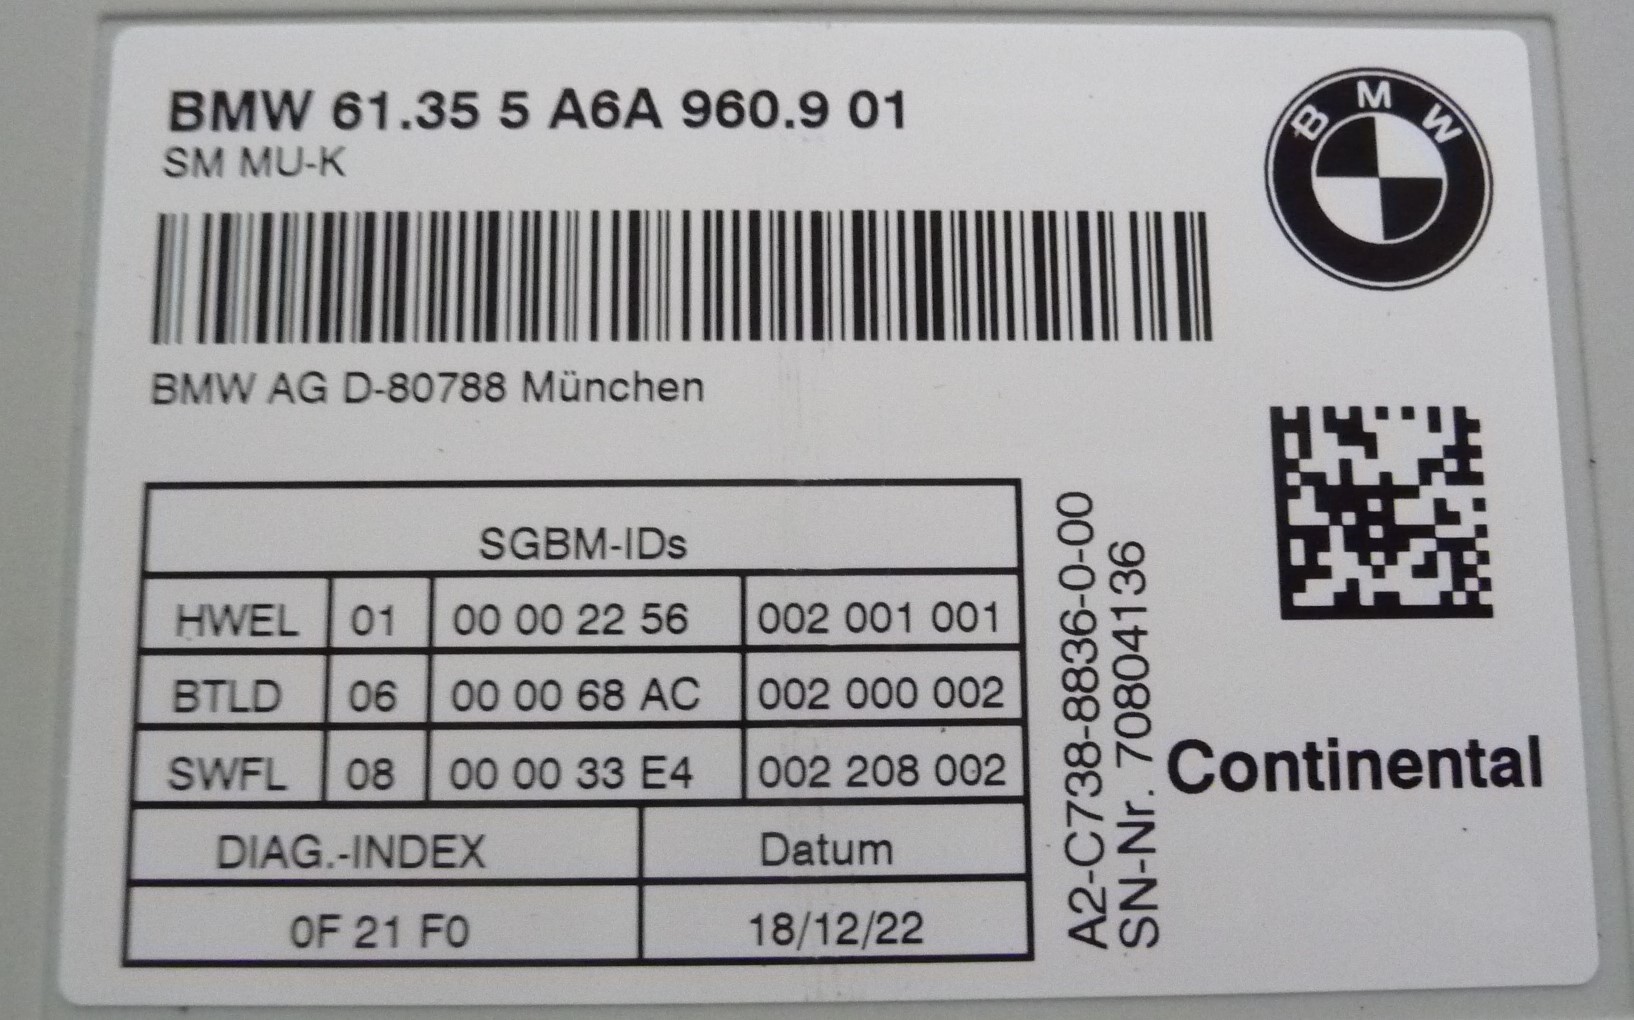 BMW 61.35 5 A6A 960.9 01
SM MU-K
BMW
BMW AG D-80788 München
SGBM-IDs
HWEL 01 00 00 22 56 002 001 001
BTLD 06 00 00 68 AC 002 000 002
SWFL 08 00 00 33 E4 002 208 002
DIAG.-INDEX Datum
0F 21 F0 18/12/22
A2-C738-8836-0-00
SN-Nr. 70804136
Continental